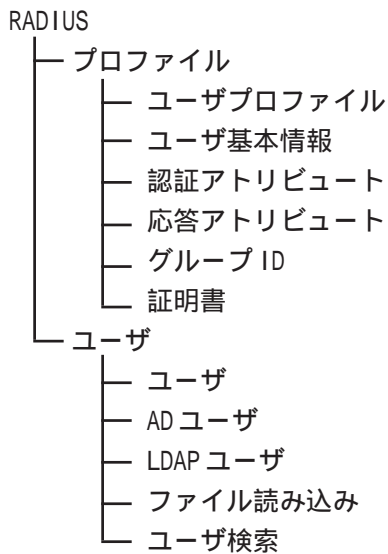 RADIUS
プロファイル
ユーザプロファイル
ユーザ基本情報
認証アトリビュート
応答アトリビュート
グループID
証明書
ユーザ
ユーザ
ADユーザ
LDAPユーザ
ファイル読み込み
ユーザ検索